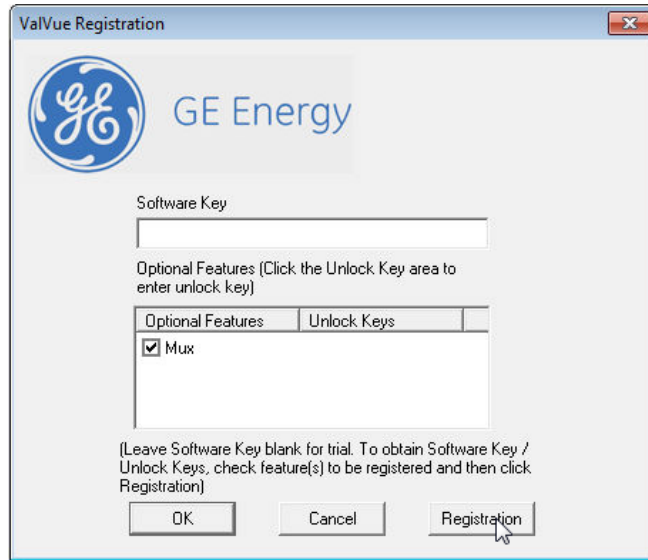 ValVue Registration
GE Energy
Software Key
Optional Features (Click the Unlock Key area to
enter unlock key)
Optional Features Unlock Keys
Mux
(Leave Software Key blank for trial. To obtain Software Key /
Unlock Keys, check feature(s) to be registered and then click
Registration)
OK Cancel Registration